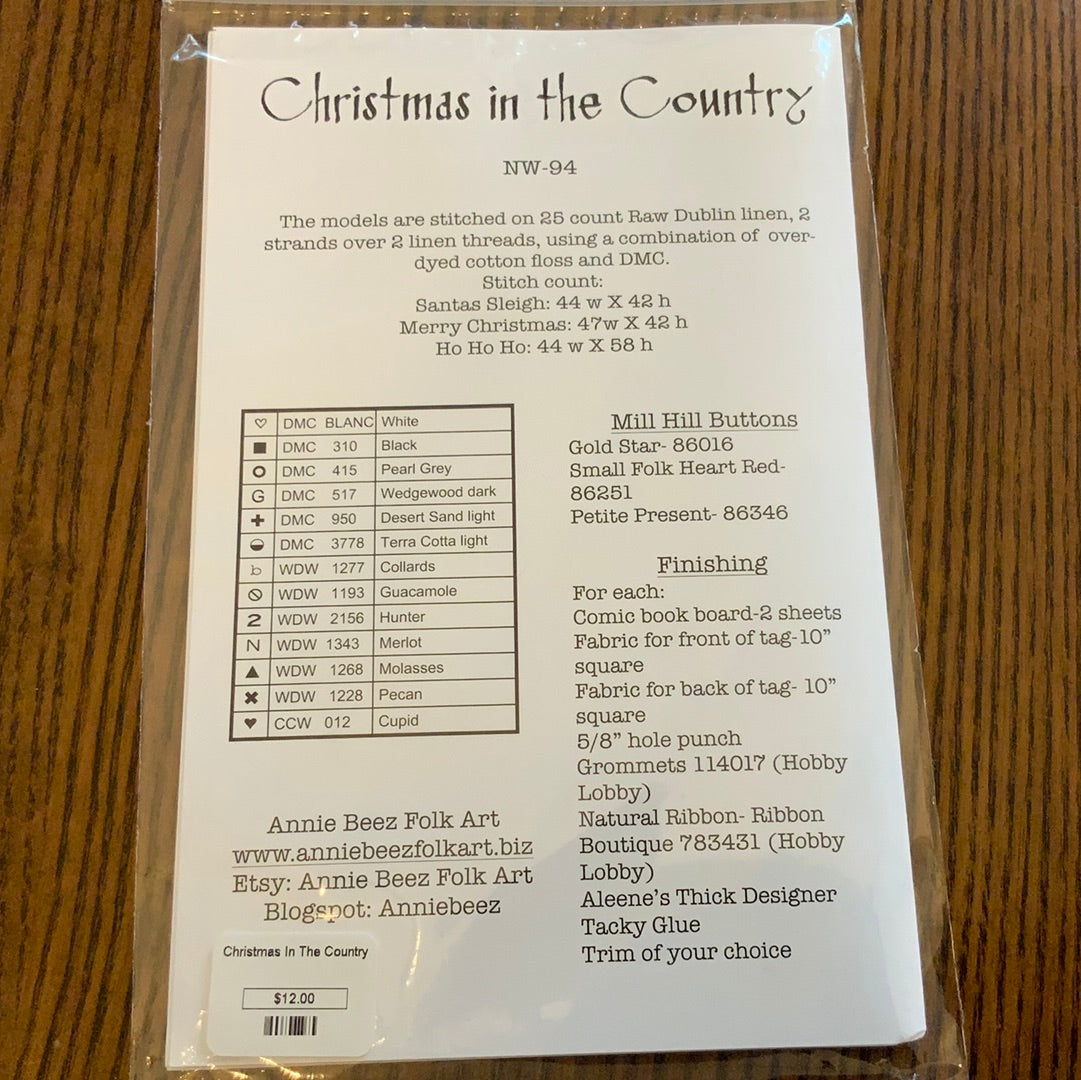 Christmas in the Country
NW-94
The models are stitched on 25 count Raw Dublin linen, 2
strands over 2 linen threads, using a combination of over-
dyed cotton floss and DMC.
Stitch count:
Santas Sleigh: 44 w X 42 h
Merry Christmas: 47w X 42 h
Ho Ho Ho: 44 w X 58 h
♡ DMC BLANC White
■ DMC 310 Black
O DMC 415 Pearl Grey
G DMC 517 Wedgewood dark
✚ DMC 950 Desert Sand light
◒ DMC 3778 Terra Cotta light
b WDW 1277 Collards
⦸ WDW 1193 Guacamole
2 WDW 2156 Hunter
N WDW 1343 Merlot
▲ WDW 1268 Molasses
✖ WDW 1228 Pecan
♥ CCW 012 Cupid
Mill Hill Buttons
Gold Star- 86016
Small Folk Heart Red-
86251
Petite Present- 86346
Finishing
For each:
Comic book board-2 sheets
Fabric for front of tag-10”
square
Fabric for back of tag- 10”
square
5/8” hole punch
Grommets 114017 (Hobby
Lobby)
Natural Ribbon- Ribbon
Boutique 783431 (Hobby
Lobby)
Aleene’s Thick Designer
Tacky Glue
Trim of your choice
Annie Beez Folk Art
www.anniebeezfolkart.biz
Etsy: Annie Beez Folk Art
Blogspot: Anniebeez
Christmas In The Country
$12.00